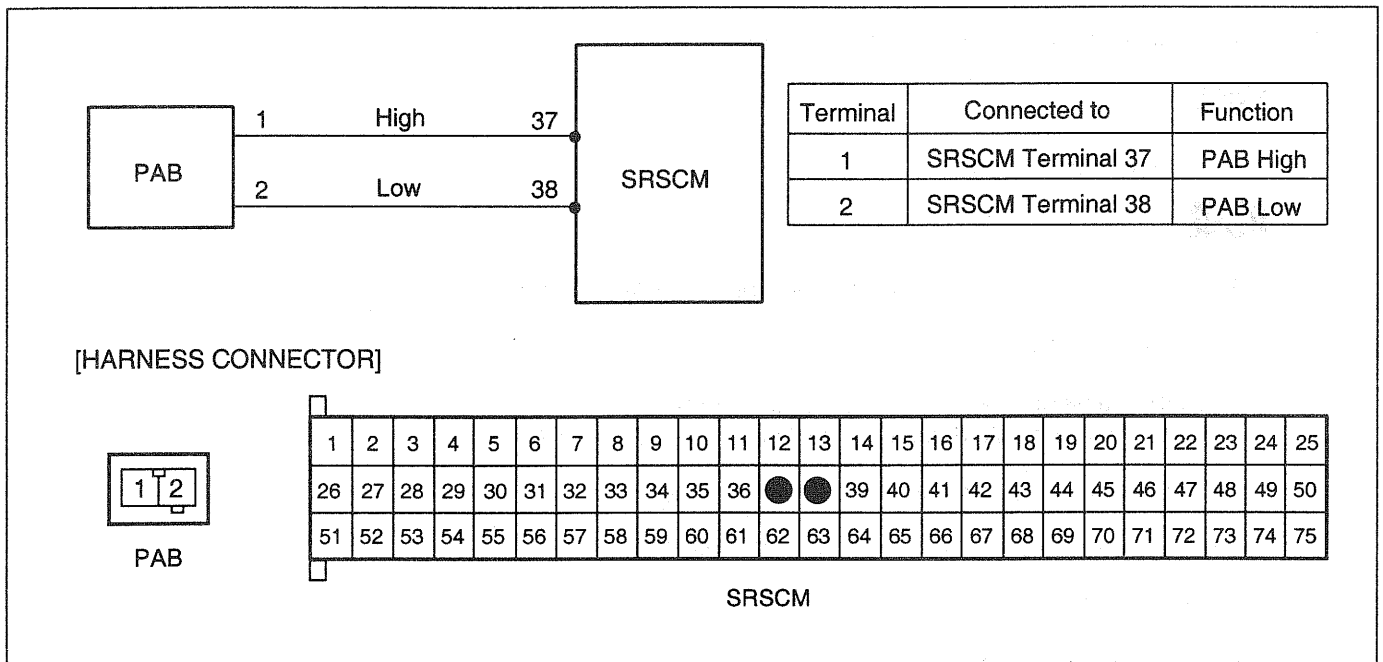 1 High 37
PAB
2 Low 38
SRSCM
Terminal Connected to Function
1 SRSCM Terminal 37 PAB High
2 SRSCM Terminal 38 PAB Low
[HARNESS CONNECTOR]
1 2
PAB
1 2 3 4 5 6 7 8 9 10 11 12 13 14 15 16 17 18 19 20 21 22 23 24 25
26 27 28 29 30 31 32 33 34 35 36 39 40 41 42 43 44 45 46 47 48 49 50
51 52 53 54 55 56 57 58 59 60 61 62 63 64 65 66 67 68 69 70 71 72 73 74 75
SRSCM